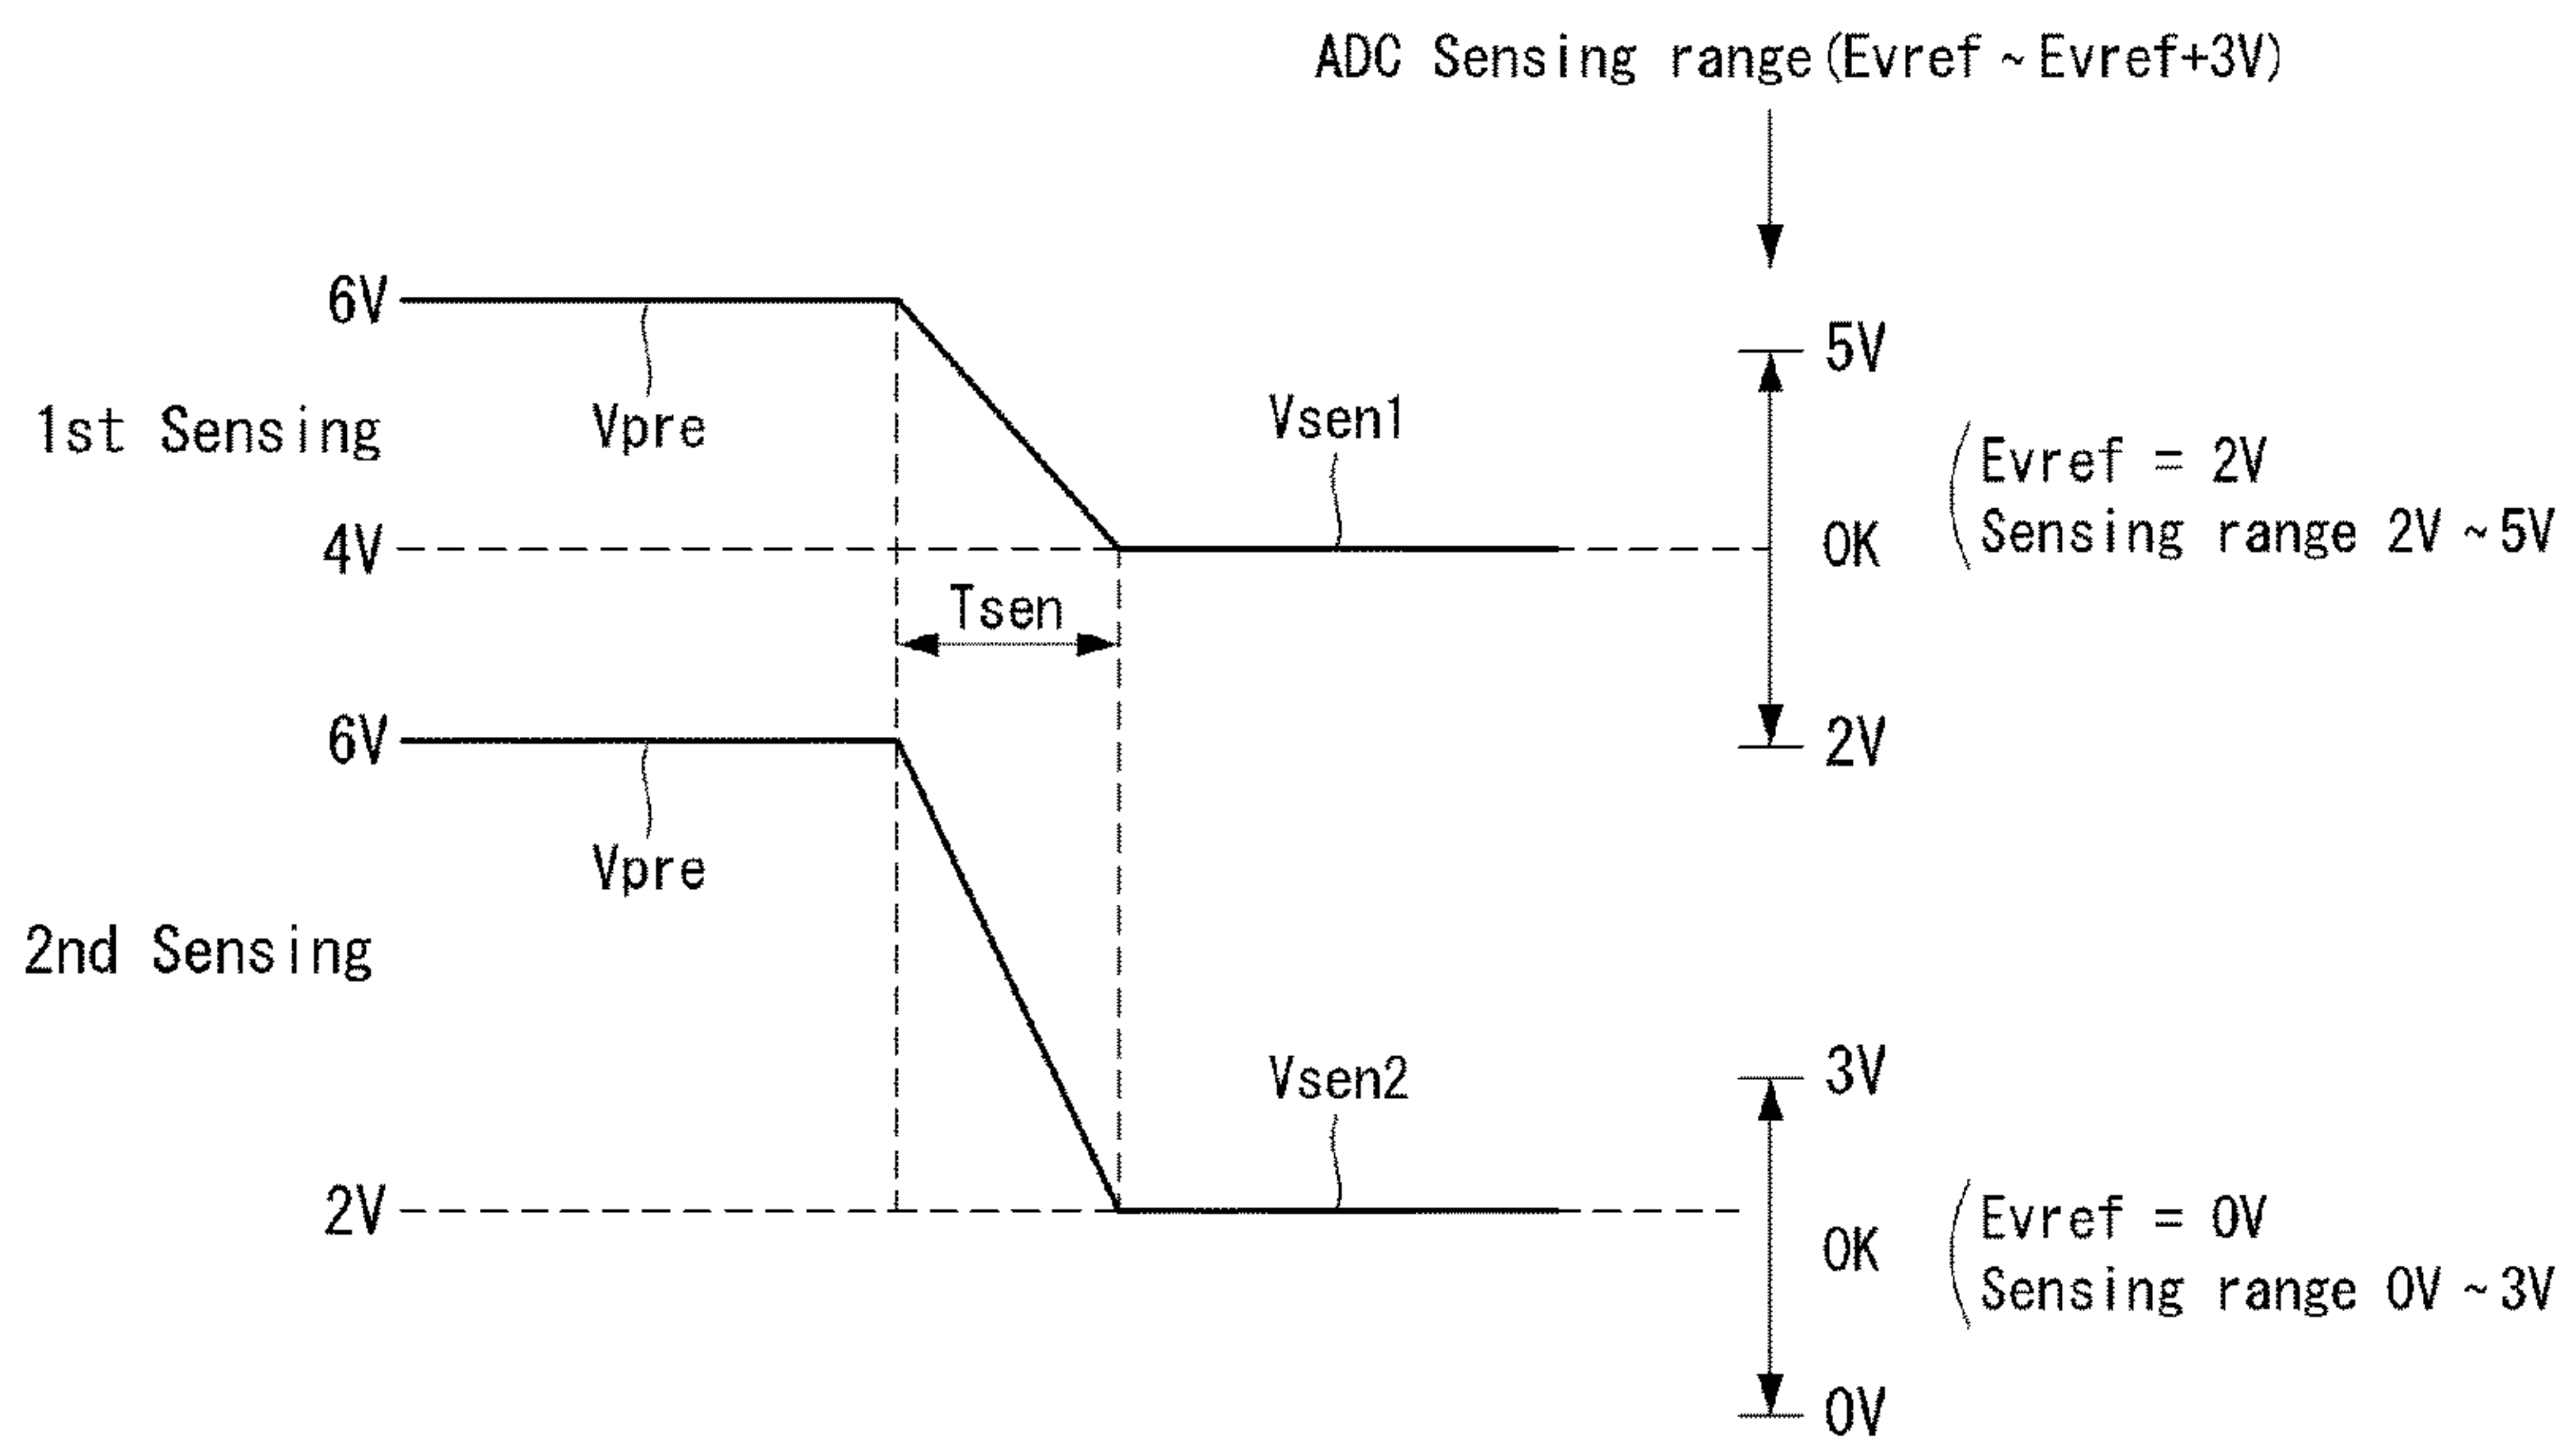 ADC Sensing range(Evref ~ Evref+3V)
6V
5V
1st Sensing
Vpre
Vsen1
Evref = 2V
Sensing range 2V ~5V
4V
OK
Tsen
6V
2V
Vpre
2nd Sensing
3V
Vsen2
2V
OK
Evref = 0V
Sensing range 0V ~3V
0V